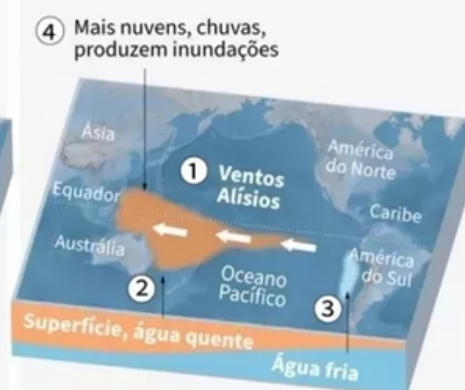 4 Mais nuvens, chuvas,
produzem inundações
Ásia
América
do Norte
1 Ventos
Alísios
Equador
Caribe
Austrália
América
do Sul
Oceano
Pacífico
2
3
Superfície, água quente
Água fria